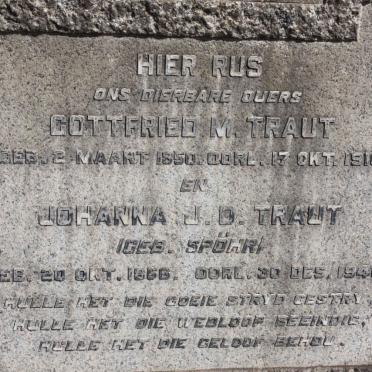 HIER RUS
ONS DIERBARE OUERS
GOTTFRIED M. TRAUT
GEB. 2 MAART 1850. OORL. 17 OKT.
EN
JOHANNA J. D. TRAUT
(GEB. SPÖHR)
GEB. 20 OKT. 1866. OORL. 30 DES.
HULLE HET DIE GOEIE STRYD GESTRY,
HULLE HET DIE WEDLOOP BEEINDIG,
HULLE HET DIE GELOOF BEHOU.